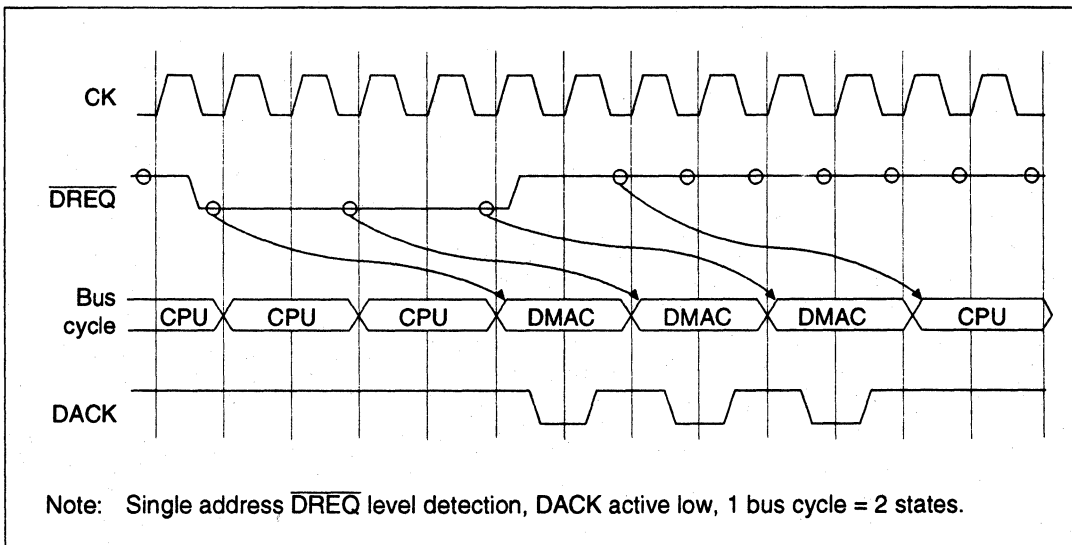 CK
DREQ
Bus
cycle
CPU CPU CPU DMAC DMAC DMAC CPU
DACK
Note: Single address DREQ level detection, DACK active low, 1 bus cycle = 2 states.